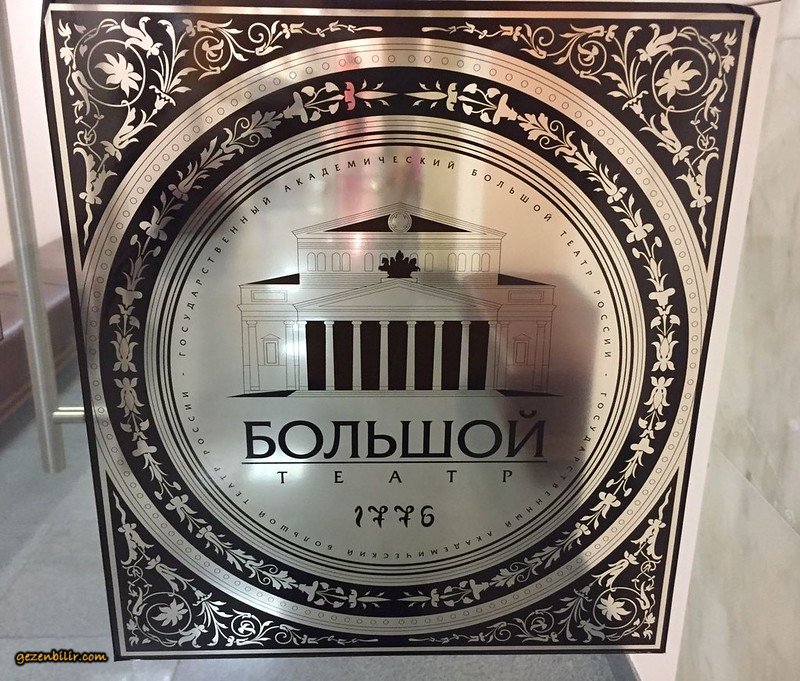 ГОСУДАРСТВЕННЫЙ АКАДЕМИЧЕСКИЙ БОЛЬШОЙ ТЕАТР РОССИИ - ГОСУДАРСТВЕННЫЙ АКАДЕМИЧЕСКИЙ БОЛЬШОЙ ТЕАТР РОССИИ -
БОЛЬШОЙ
ТЕАТР
1776
gezenbilir.com